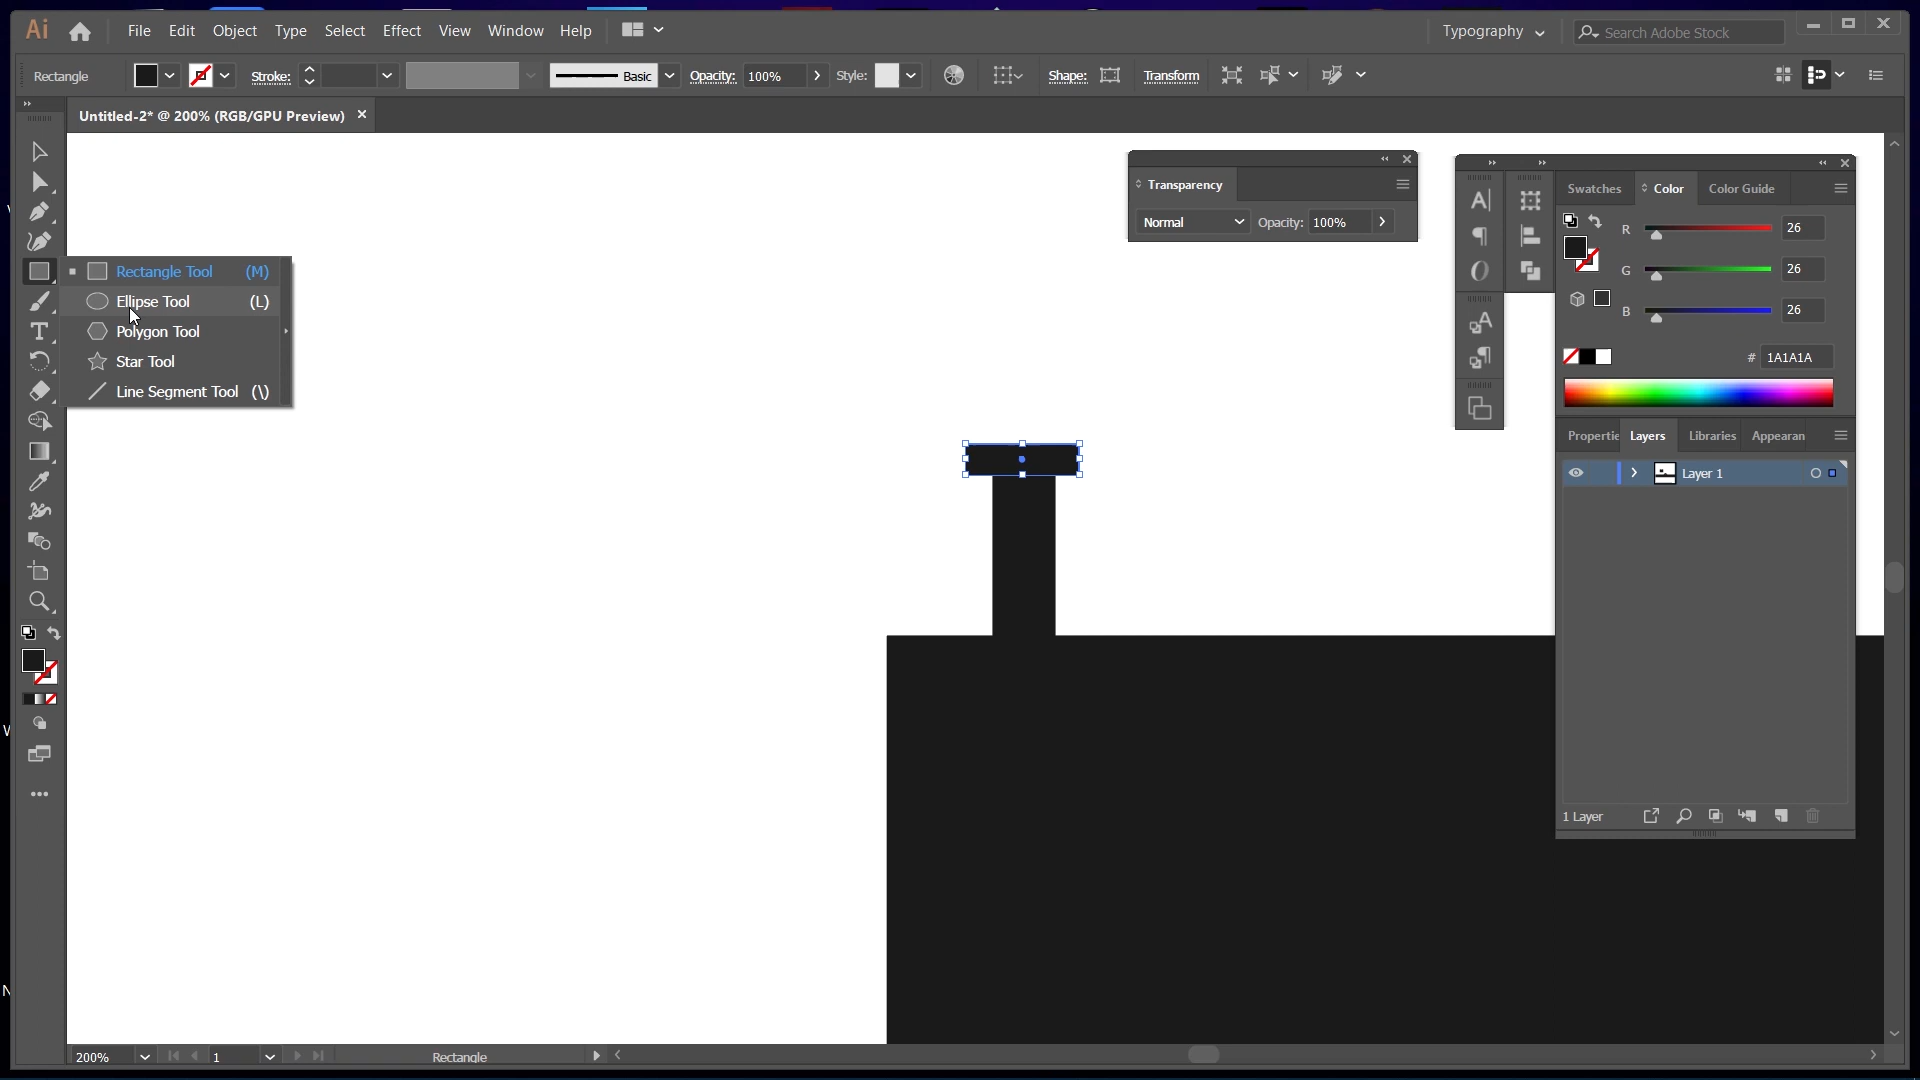 Ai File Edit Object Type Select Effect View Window Help Typography Search Adobe Stock
Rectangle Stroke: Basic Opacity: 100% Style: Shape: Transform
Untitled-2* @ 200% (RGB/GPU Preview)
Transparency
Normal Opacity: 100%
Swatches Color Color Guide
R 26
G 26
B 26
# 1A1A1A
Rectangle Tool (M)
Ellipse Tool (L)
Polygon Tool
Star Tool
Line Segment Tool (\)
Propertie Layers Libraries Appearan
Layer 1
1 Layer
200% 1 Rectangle